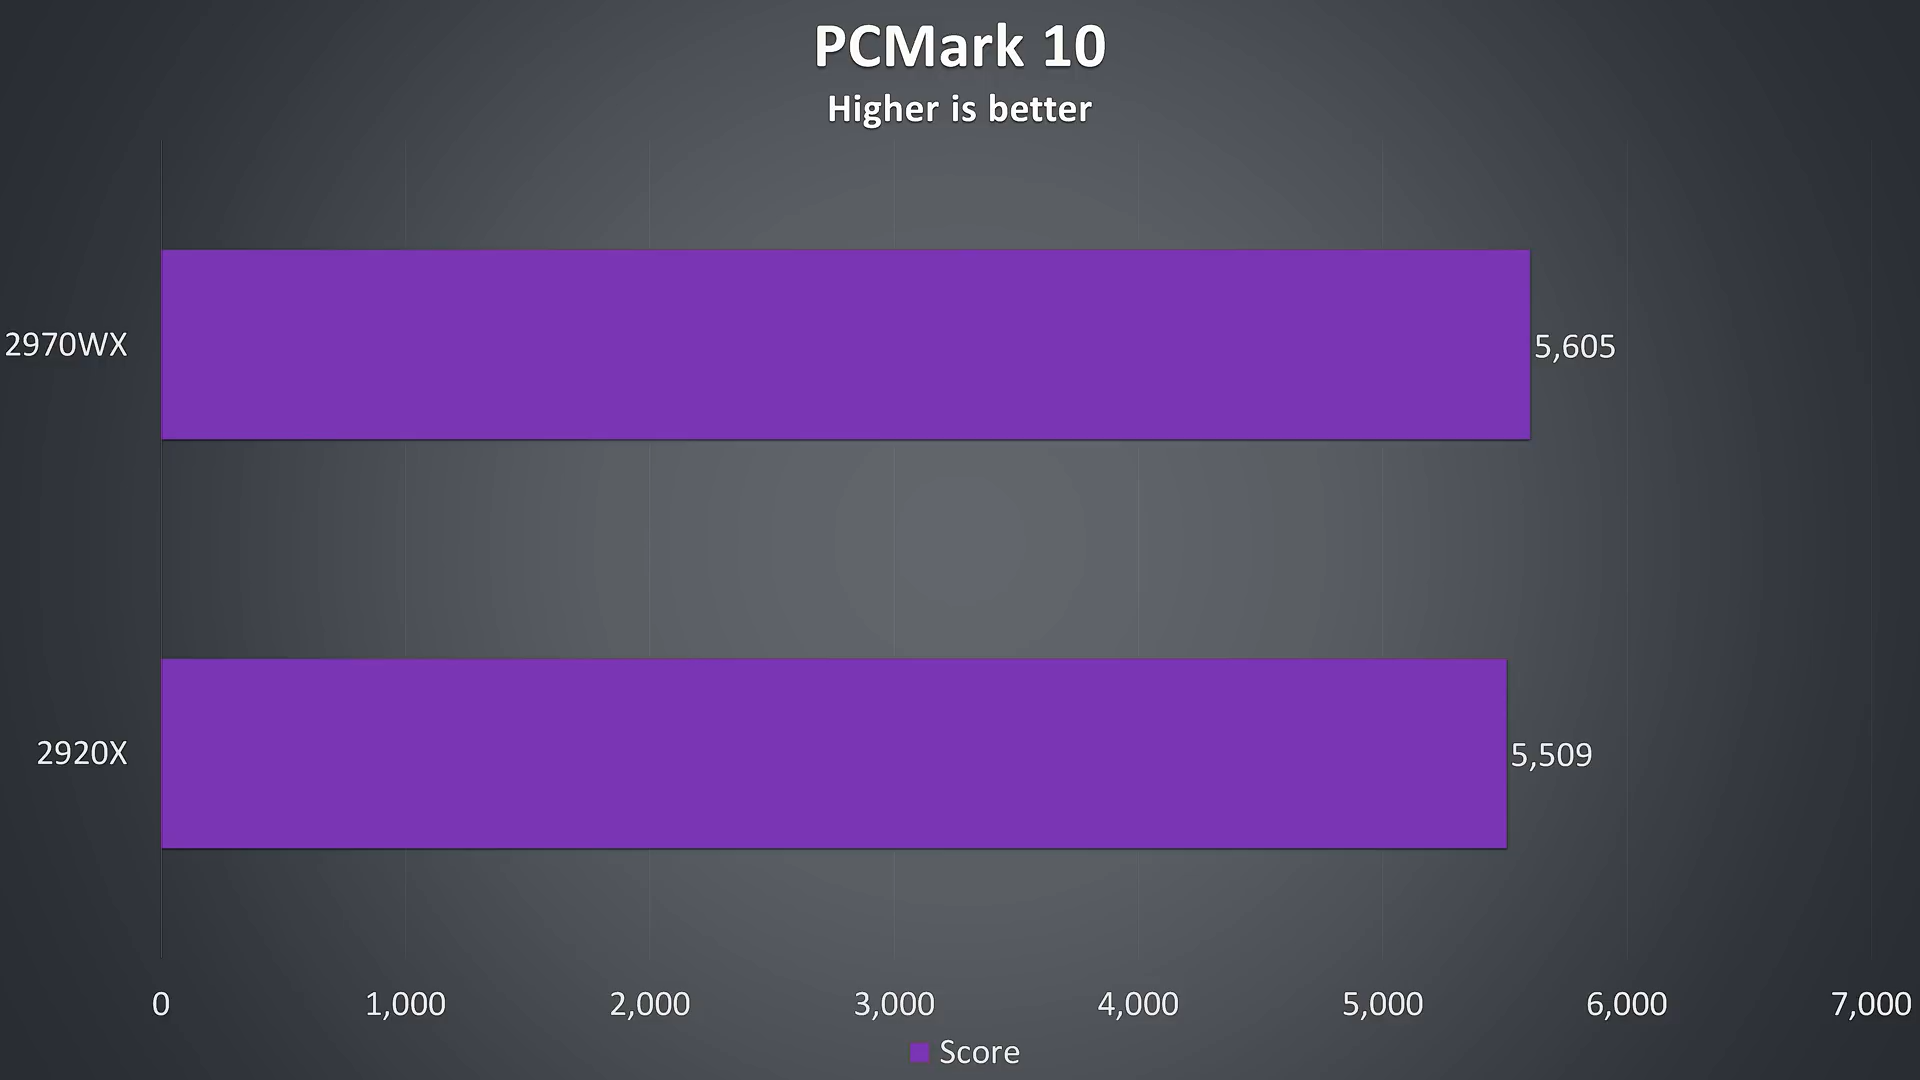 PCMark 10
Higher is better
2970WX
5,605
2920X
5,509
0 1,000 2,000 3,000 4,000 5,000 6,000 7,000
Score